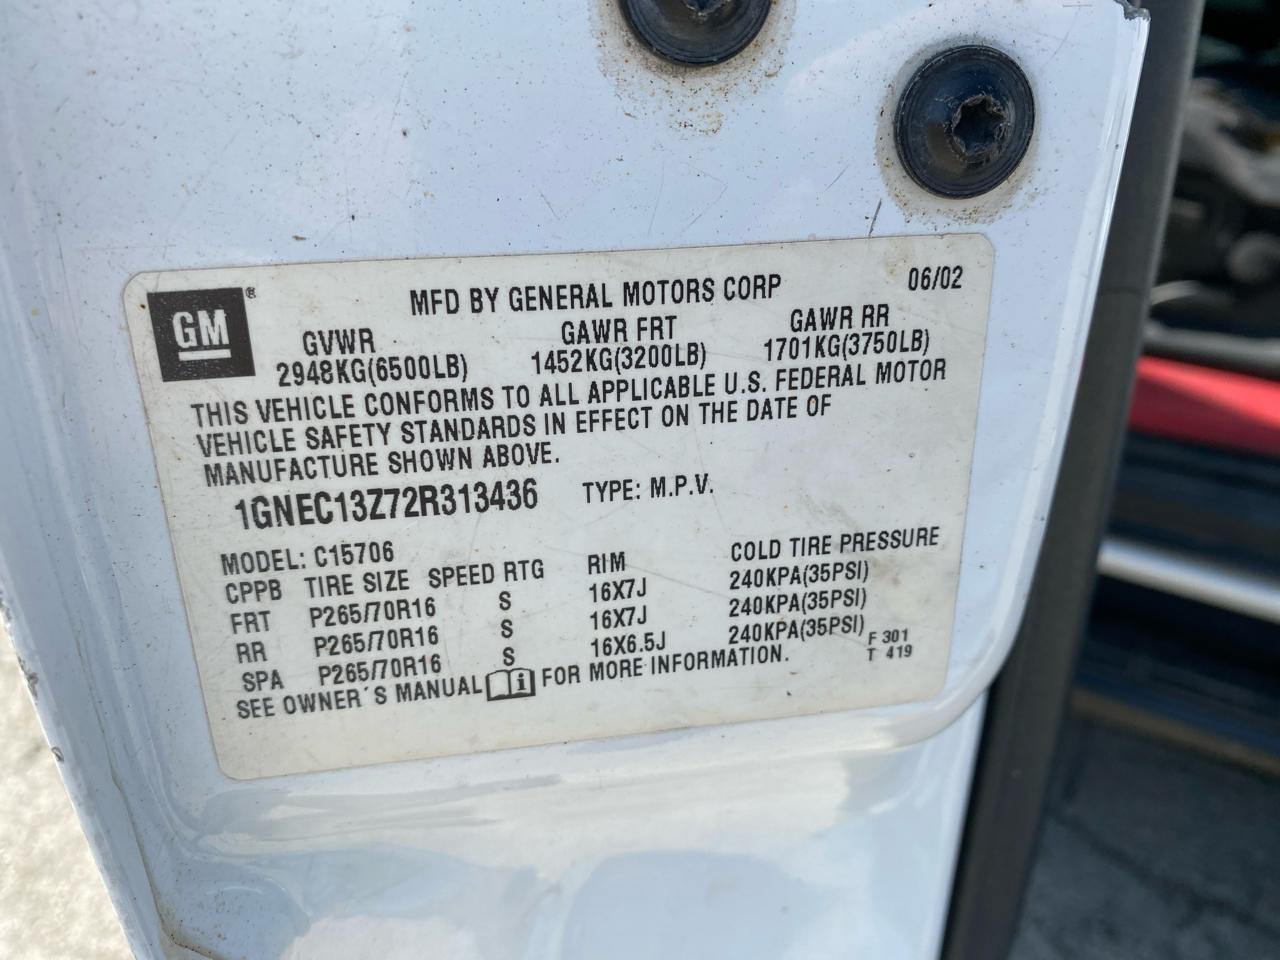 GM ®
MFD BY GENERAL MOTORS CORP 06/02
GVWR GAWR FRT GAWR RR
2948KG(6500LB) 1452KG(3200LB) 1701KG(3750LB)
THIS VEHICLE CONFORMS TO ALL APPLICABLE U.S. FEDERAL MOTOR
VEHICLE SAFETY STANDARDS IN EFFECT ON THE DATE OF
MANUFACTURE SHOWN ABOVE.
1GNEC13Z72R313436 TYPE: M.P.V.
MODEL: C15706
CPPB TIRE SIZE SPEED RTG RIM COLD TIRE PRESSURE
FRT P265/70R16 S 16X7J 240KPA(35PSI)
RR P265/70R16 S 16X7J 240KPA(35PSI)
SPA P265/70R16 S 16X6.5J 240KPA(35PSI)
SEE OWNER´S MANUAL i FOR MORE INFORMATION.
F 301
T 419